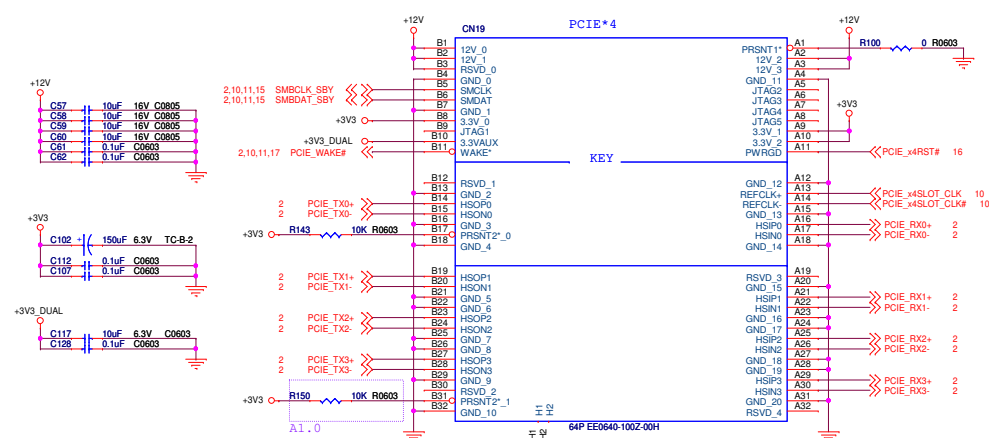 PCIE*4
+12V
CN19
+12V
B1 12V_0 PRSNT1* A1 R100 0 R0603
B2 12V_1 12V_2 A2
B3 RSVD_0 12V_3 A3
B4 GND_0 GND_11 A4
2,10,11,15 SMBCLK_SBY B5 SMCLK JTAG2 A5
2,10,11,15 SMBDAT_SBY B6 SMDAT JTAG3 A6
B7 GND_1 JTAG4 A7
+3V3 B8 3.3V_0 JTAG5 A8
+3V3
B9 JTAG1 3.3V_1 A9
+3V3_DUAL B10 3.3VAUX 3.3V_2 A10
2,10,11,17 PCIE_WAKE# B11 WAKE* PWRGD A11 PCIE_x4RST# 16
KEY
B12 RSVD_1 GND_12 A12
B13 GND_2 REFCLK+ A13 PCIE_x4SLOT_CLK 10
2 PCIE_TX0+ B14 HSOP0 REFCLK- A14 PCIE_x4SLOT_CLK# 10
2 PCIE_TX0- B15 HSON0 GND_13 A15
B16 GND_3 HSIP0 A16 PCIE_RX0+ 2
+3V3 R143 10K R0603 B17 PRSNT2*_0 HSIN0 A17 PCIE_RX0- 2
B18 GND_4 GND_14 A18
2 PCIE_TX1+ B19 HSOP1 RSVD_3 A19
2 PCIE_TX1- B20 HSON1 GND_15 A20
B21 GND_5 HSIP1 A21 PCIE_RX1+ 2
B22 GND_6 HSIN1 A22 PCIE_RX1- 2
2 PCIE_TX2+ B23 HSOP2 GND_16 A23
2 PCIE_TX2- B24 HSON2 GND_17 A24
B25 GND_7 HSIP2 A25 PCIE_RX2+ 2
B26 GND_8 HSIN2 A26 PCIE_RX2- 2
2 PCIE_TX3+ B27 HSOP3 GND_18 A27
2 PCIE_TX3- B28 HSON3 GND_19 A28
B29 GND_9 HSIP3 A29 PCIE_RX3+ 2
B30 RSVD_2 HSIN3 A30 PCIE_RX3- 2
+3V3 R150 10K R0603 B31 PRSNT2*_1 GND_20 A31
B32 GND_10 RSVD_4 A32
A1.0
H1 H2
64P EE0640-100Z-00H
+12V
C57 10uF 16V C0805
C58 10uF 16V C0805
C59 10uF 16V C0805
C60 10uF 16V C0805
C61 0.1uF C0603
C62 0.1uF C0603
+3V3
C102 + 150uF 6.3V TC-B-2
C112 0.1uF C0603
C107 0.1uF C0603
+3V3_DUAL
C117 10uF 6.3V C0603
C128 0.1uF C0603